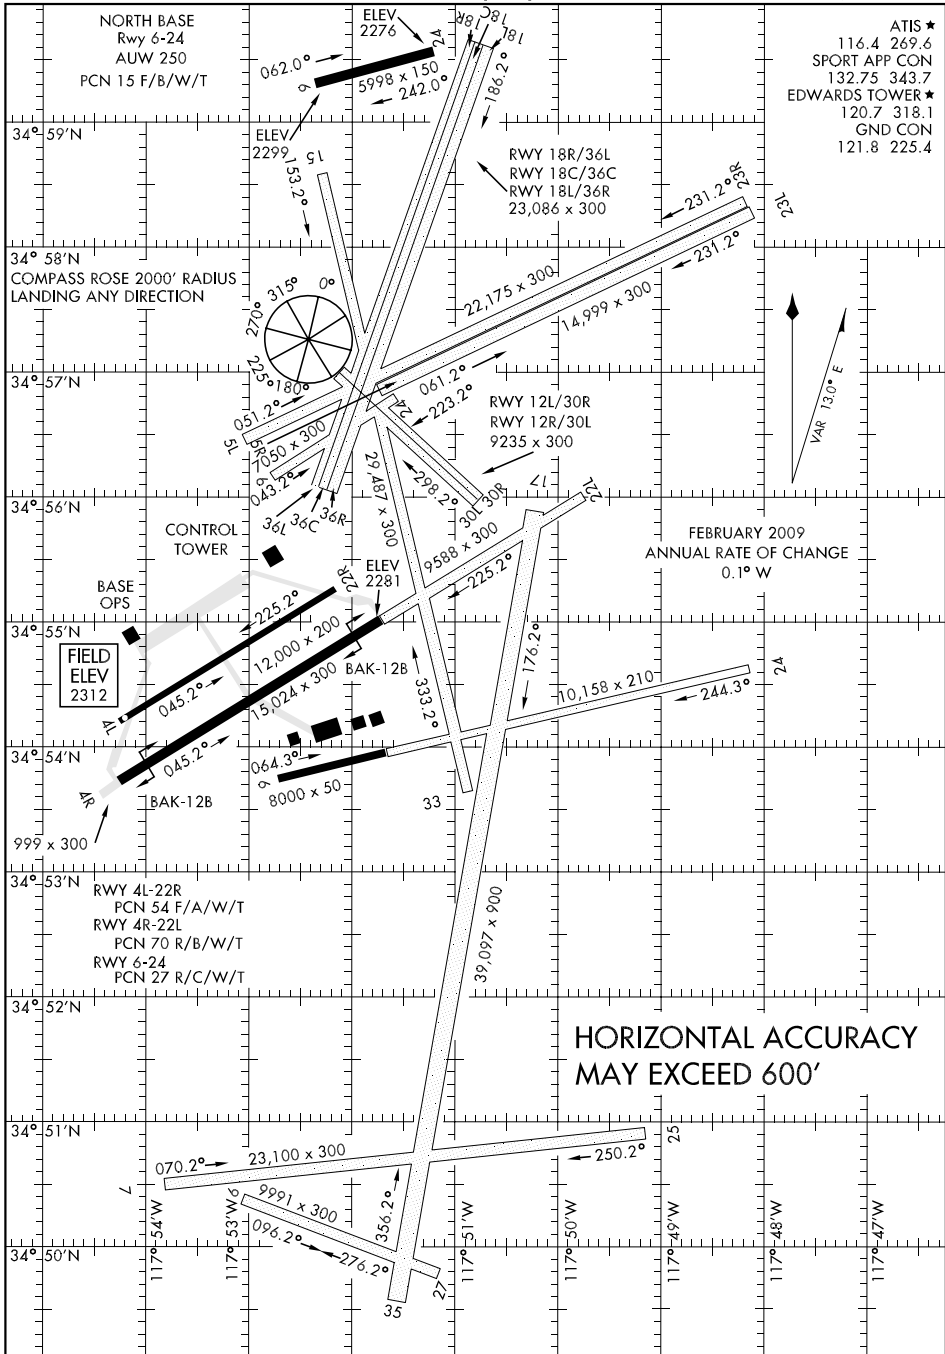 NORTH BASE
Rwy 6-24
AUW 250
PCN 15 F/B/W/T
ELEV
2276
24
062.0°
5998 x 150
242.0°
6
ELEV
2299
18R
18C
18L
186.2°
ATIS ★
116.4 269.6
SPORT APP CON
132.75 343.7
EDWARDS TOWER ★
120.7 318.1
GND CON
121.8 225.4
34° 59'N
15
153.2°
RWY 18R/36L
RWY 18C/36C
RWY 18L/36R
23,086 x 300
231.2°
23R
23L
231.2°
34° 58'N
COMPASS ROSE 2000' RADIUS
LANDING ANY DIRECTION
0°
315°
270°
225°
180°
22,175 x 300
14,999 x 300
34° 57'N
061.2°
051.2°
24
223.2°
5L
5R
7050 x 300
6
043.2°
RWY 12L/30R
RWY 12R/30L
9235 x 300
VAR 13.0° E
29,487 x 300
298.2°
30L
30R
17
22L
34° 56'N
36L
36C
36R
CONTROL
TOWER
9588 x 300
FEBRUARY 2009
ANNUAL RATE OF CHANGE
0.1° W
BASE
OPS
22R
ELEV
2281
225.2°
225.2°
34° 55'N
FIELD
ELEV
2312
12,000 x 200
045.2°
15,024 x 300
BAK-12B
176.2°
333.2°
10,158 x 210
24
244.3°
4L
34° 54'N
045.2°
064.3°
6
8000 x 50
4R
BAK-12B
33
999 x 300
34° 53'N
RWY 4L-22R
PCN 54 F/A/W/T
RWY 4R-22L
PCN 70 R/B/W/T
RWY 6-24
PCN 27 R/C/W/T
39,097 x 900
34° 52'N
HORIZONTAL ACCURACY
MAY EXCEED 600'
34° 51'N
25
070.2°
23,100 x 300
250.2°
7
9
9991 x 300
096.2°
276.2°
356.2°
27
34° 50'N
35
117° 54'W
117° 53'W
117° 51'W
117° 50'W
117° 49'W
117° 48'W
117° 47'W